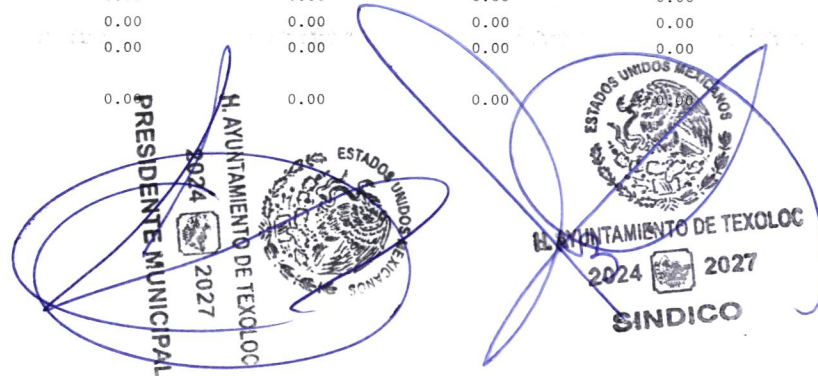 0.00 0.00 0.00 0.00
0.00 0.00 0.00 0.00
0.00 0.00 0.00 0.00
ESTADOS UNIDOS MEXICANOS
H. AYUNTAMIENTO DE TEXOLOC
2024 2027
PRESIDENTE MUNICIPAL
ESTADOS UNIDOS MEXICANOS
H. AYUNTAMIENTO DE TEXOLOC
2024 2027
SINDICO